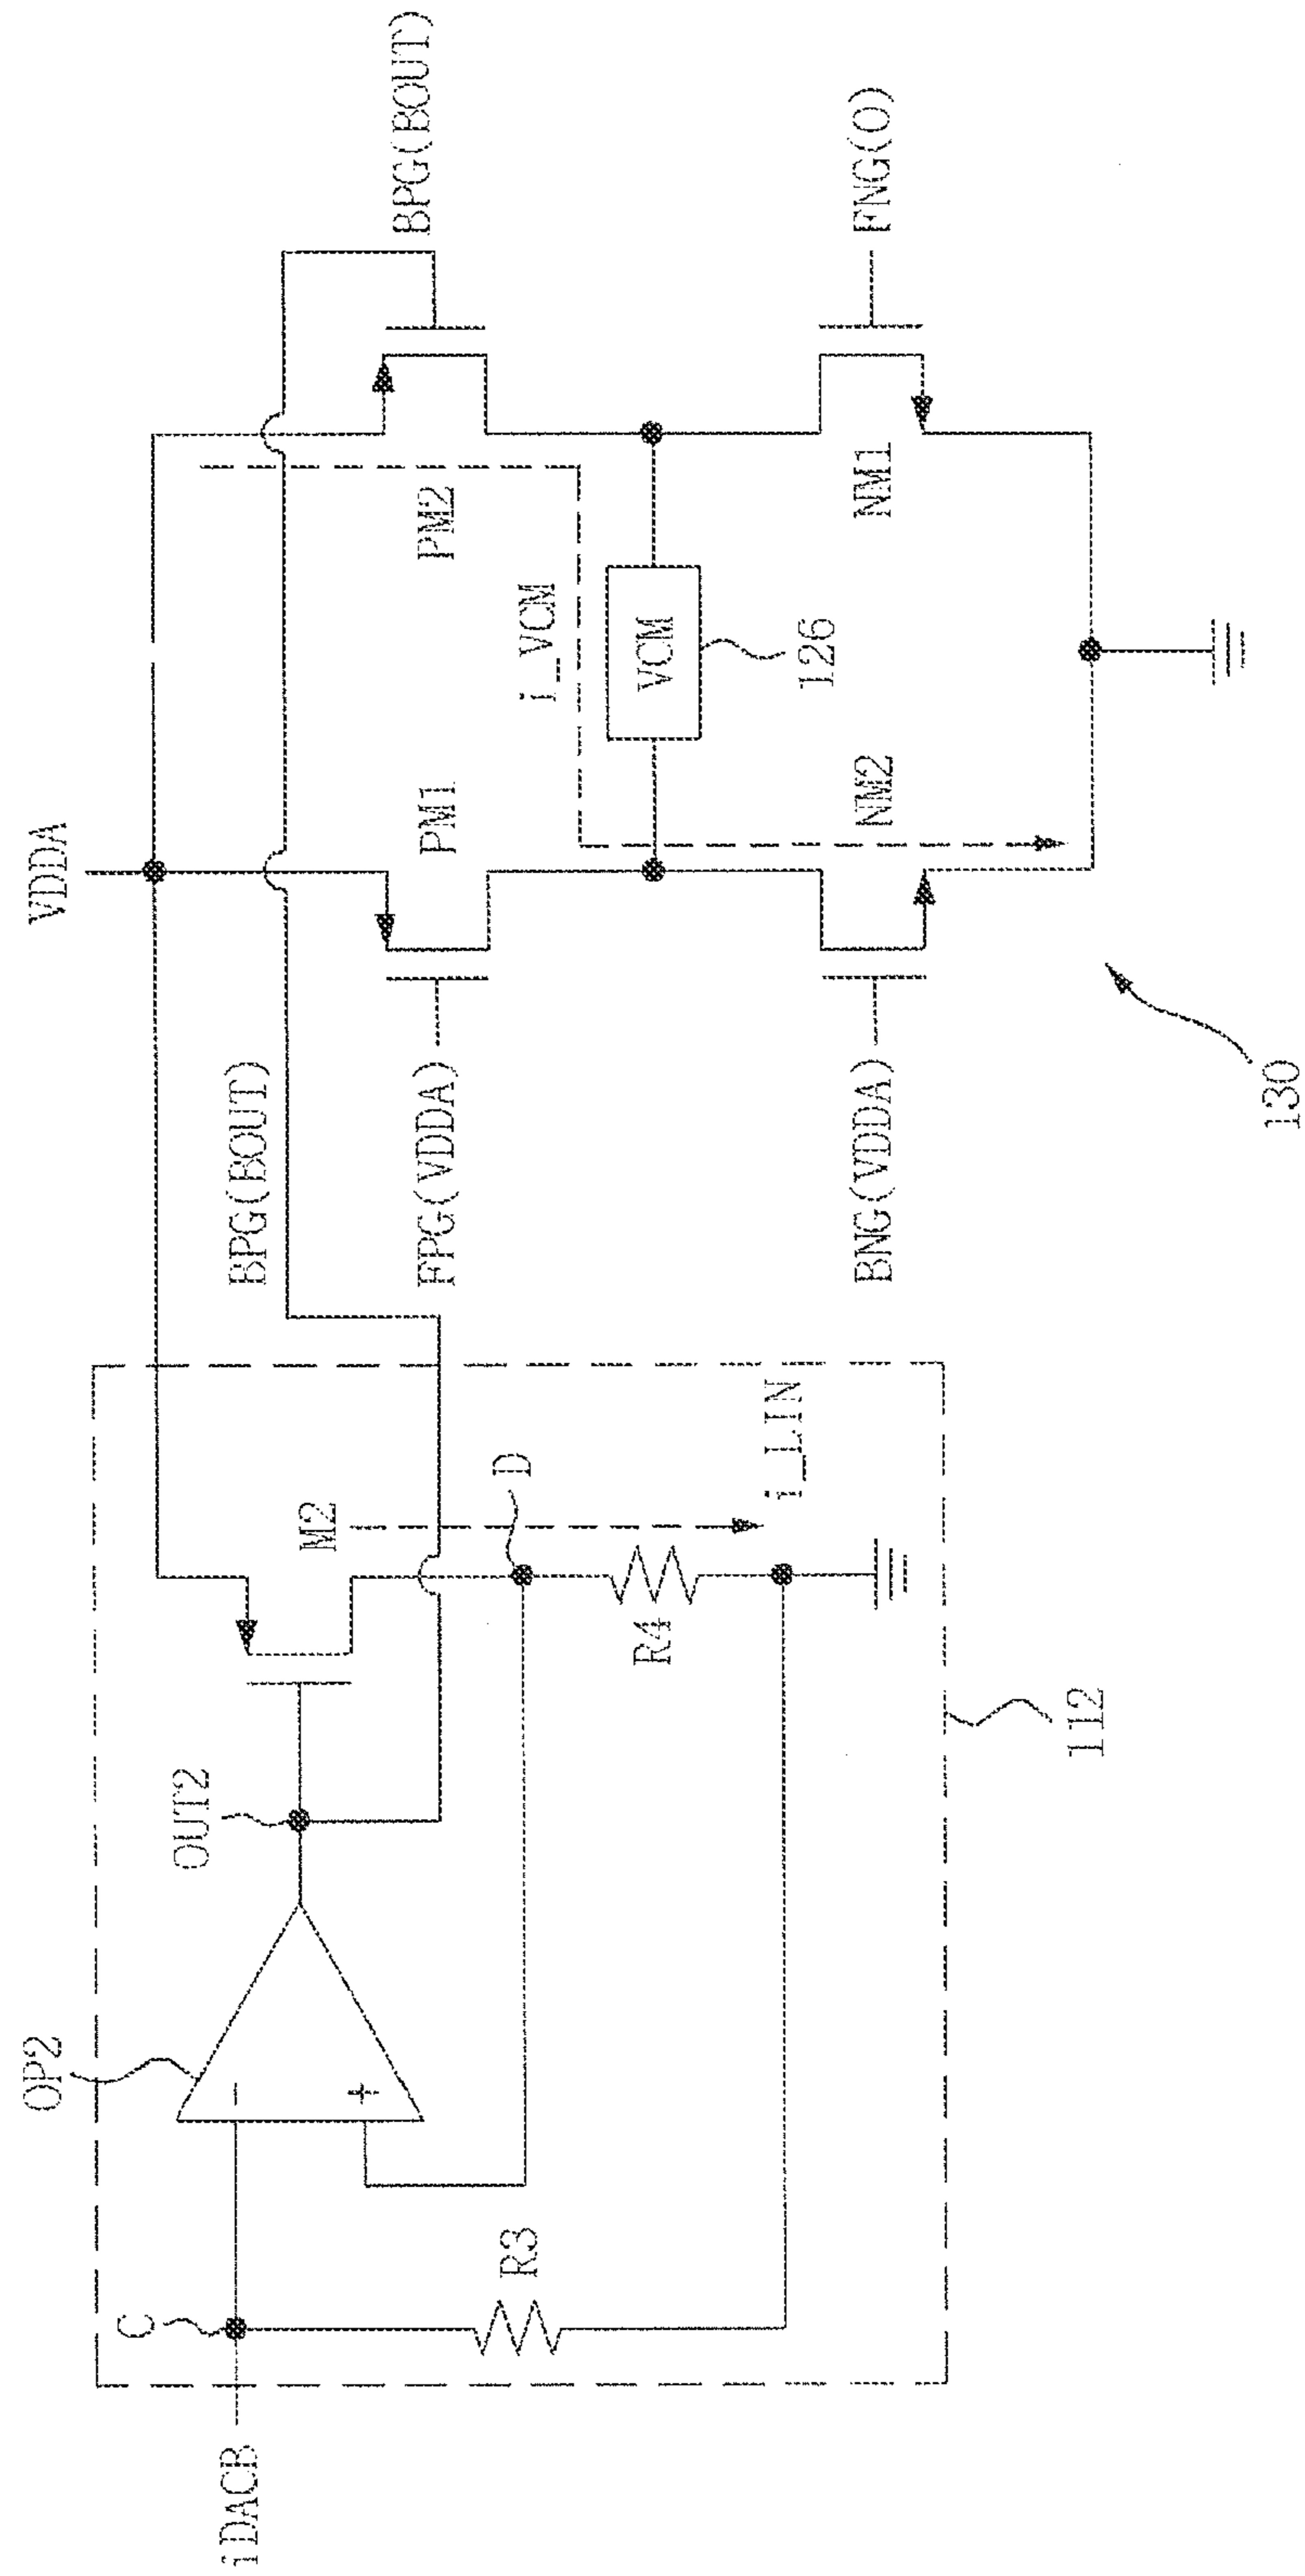 VDDA
BPG(BOUT)
BPG(BOUT)
FPG(VDDA)
PM1
PM2
i_VCM
VCM
126
BNG(VDDA)
NM2
NM1
FNG(0)
130
OP2
OUT2
M2
C
iDACB
-
+
D
R3
R4
i_LIN
112